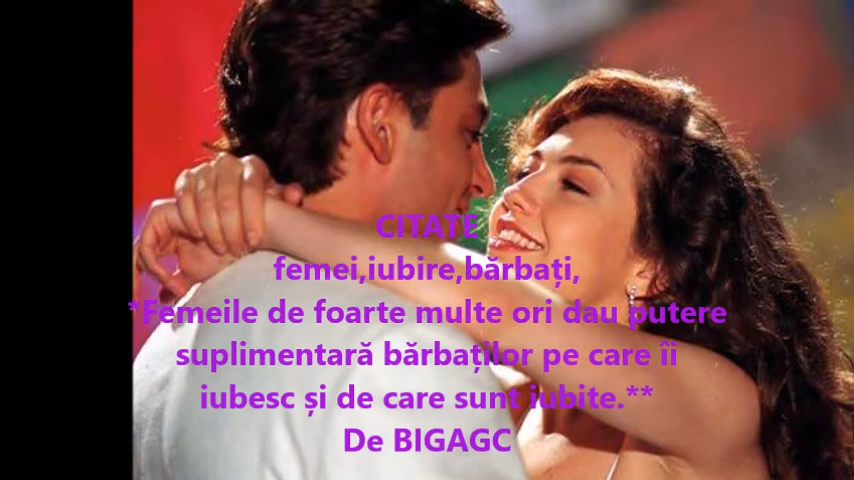 CITATE
femei,iubire,bărbați,
*Femeile de foarte multe ori dau putere
suplimentară bărbaților pe care îi
iubesc și de care sunt iubite.**
De BIGAGC